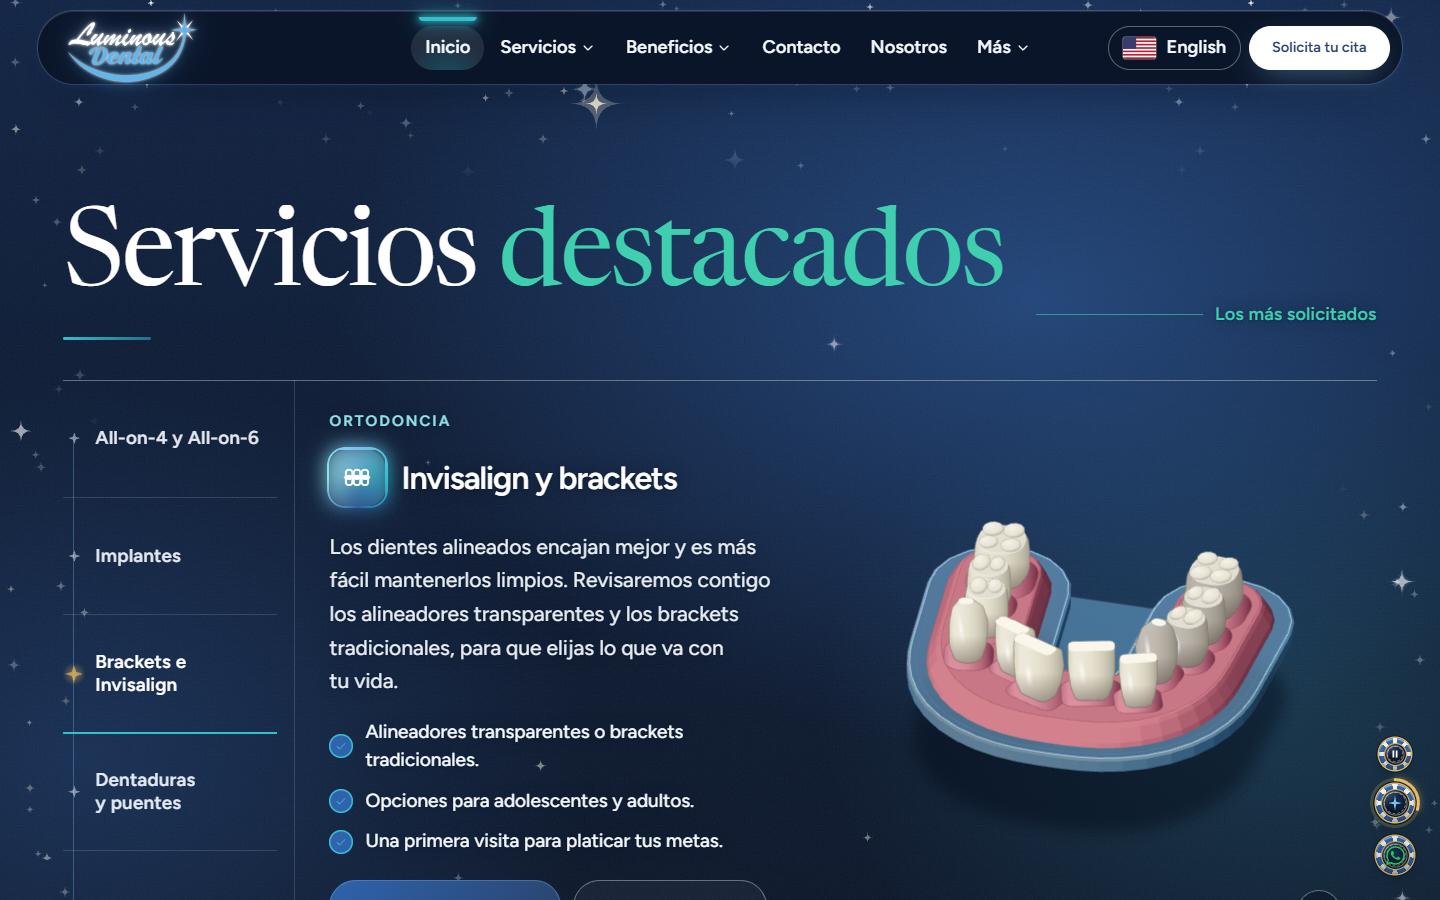 Luminous
Dental
Inicio
Servicios
Beneficios
Contacto
Nosotros
Más
English
Solicita tu cita
Servicios destacados
Los más solicitados
All-on-4 y All-on-6
Implantes
Brackets e
Invisalign
Dentaduras
y puentes
ORTODONCIA
Invisalign y brackets
Los dientes alineados encajan mejor y es más
fácil mantenerlos limpios. Revisaremos contigo
los alineadores transparentes y los brackets
tradicionales, para que elijas lo que va con
tu vida.
Alineadores transparentes o brackets
tradicionales.
Opciones para adolescentes y adultos.
Una primera visita para platicar tus metas.